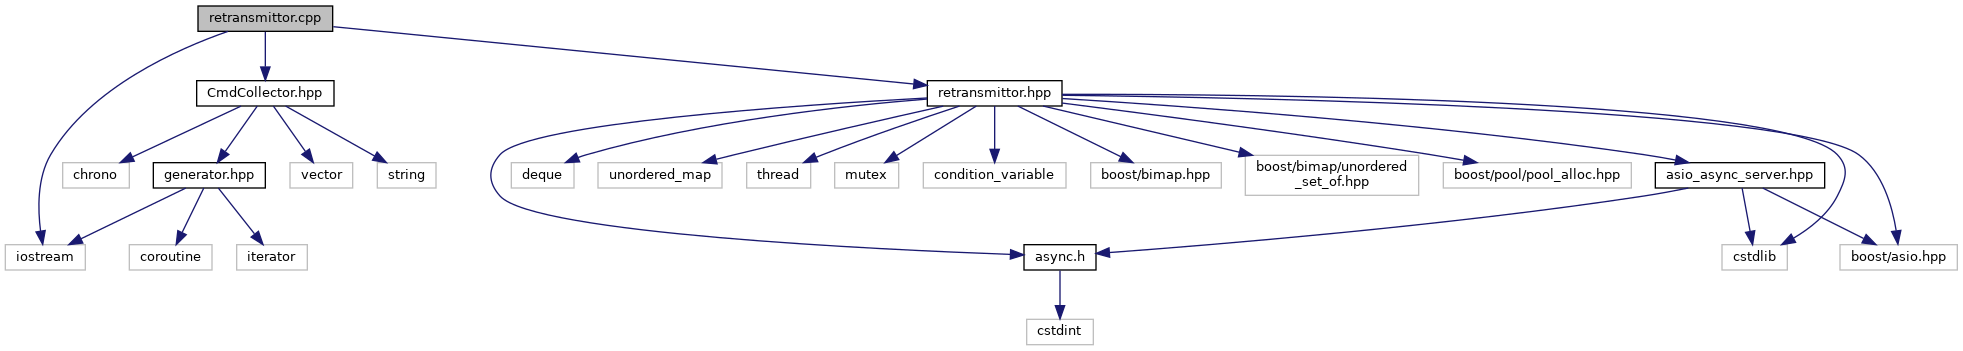 retransmittor.cpp
CmdCollector.hpp
retransmittor.hpp
chrono
generator.hpp
vector
string
deque
unordered_map
thread
mutex
condition_variable
boost/bimap.hpp
boost/bimap/unordered
_set_of.hpp
boost/pool/pool_alloc.hpp
asio_async_server.hpp
iostream
coroutine
iterator
async.h
cstdlib
boost/asio.hpp
cstdint